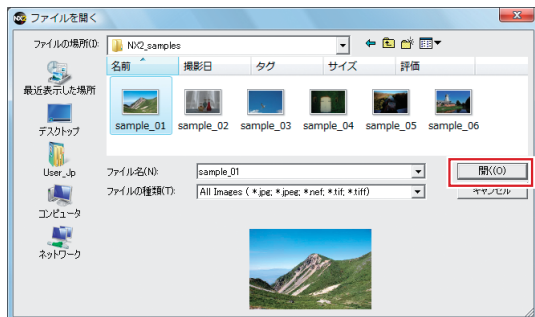 NX2 ファイルを開く
ファイルの場所(I): NX2_samples
名前 撮影日 タグ サイズ 評価
最近表示した場所
デスクトップ
User_Jp
コンピュータ
ネットワーク
sample_01 sample_02 sample_03 sample_04 sample_05 sample_06
ファイル名(N): sample_01 開く(O)
ファイルの種類(T): All Images ( *.jpg; *.jpeg; *.nef; *.tif; *.tiff) キャンセル